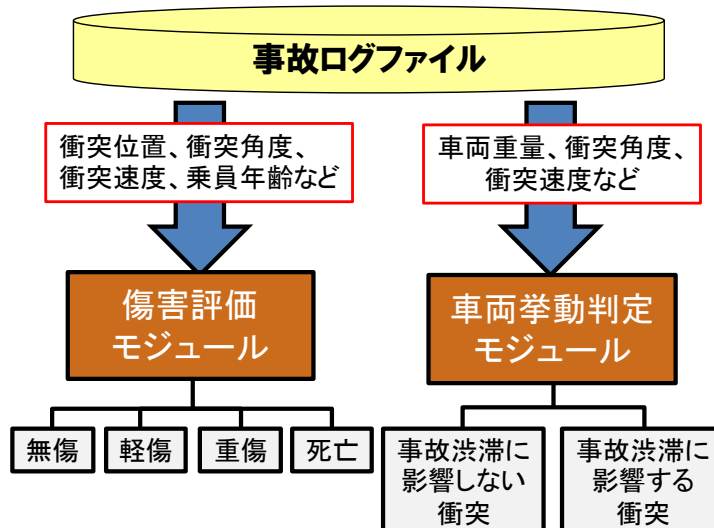 事故ログファイル
衝突位置、衝突角度、
衝突速度、乗員年齢など
車両重量、衝突角度、
衝突速度など
傷害評価
モジュール
車両挙動判定
モジュール
無傷
軽傷
重傷
死亡
事故渋滞に
影響しない
衝突
事故渋滞に
影響する
衝突